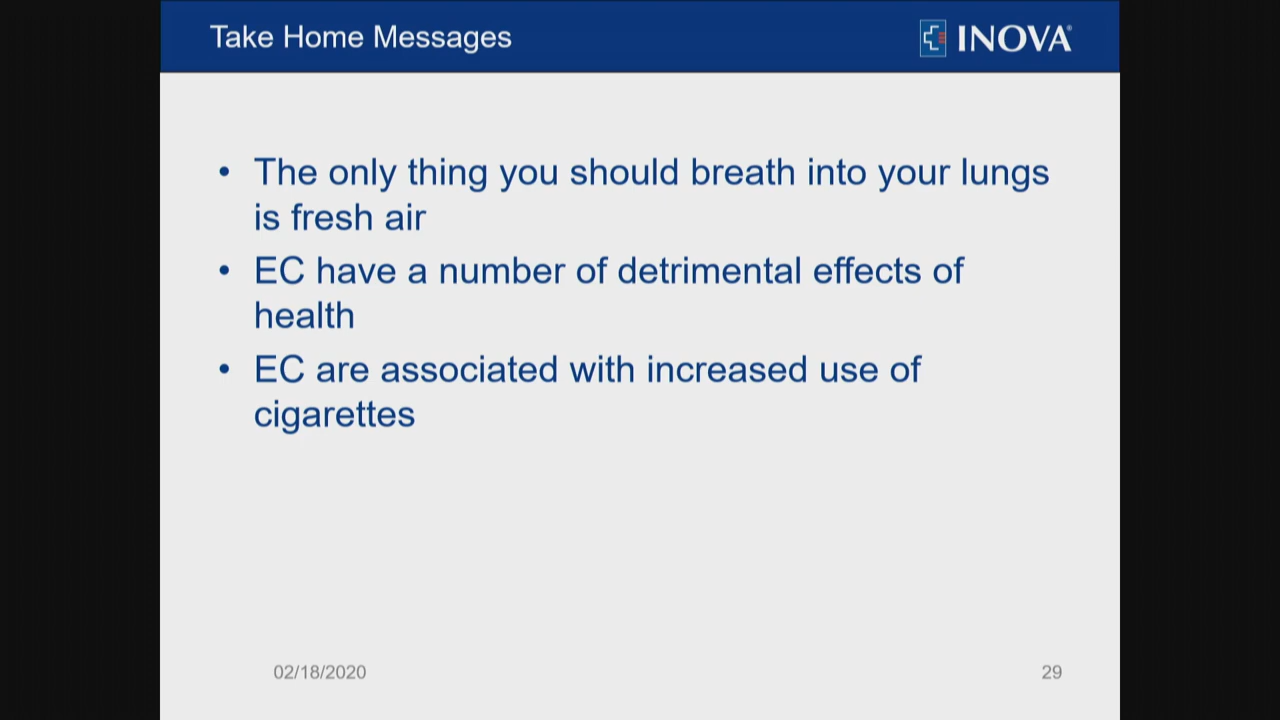 Take Home Messages
INOVA®
• The only thing you should breath into your lungs
is fresh air
• EC have a number of detrimental effects of
health
• EC are associated with increased use of
cigarettes
02/18/2020
29